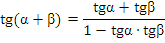 tg(α + β) = (tgα + tgβ) / (1 − tgα · tgβ)